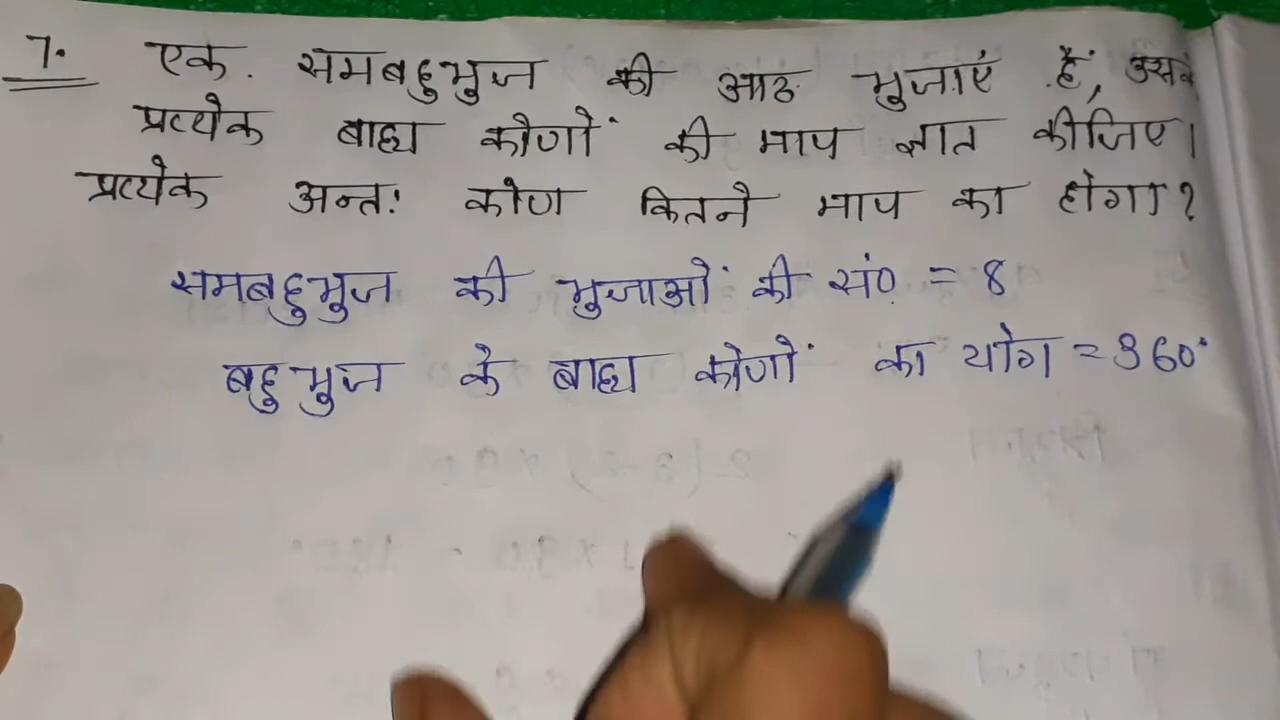 7. एक समबहुभुज की आठ भुजाएं हैं, उसके
प्रत्येक बाह्य कोणों की माप ज्ञात कीजिए।
प्रत्येक अन्तः कोण कितने माप का होगा?
समबहुभुज की भुजाओं की सं० = 8
बहुभुज के बाह्य कोणों का योग = 360°